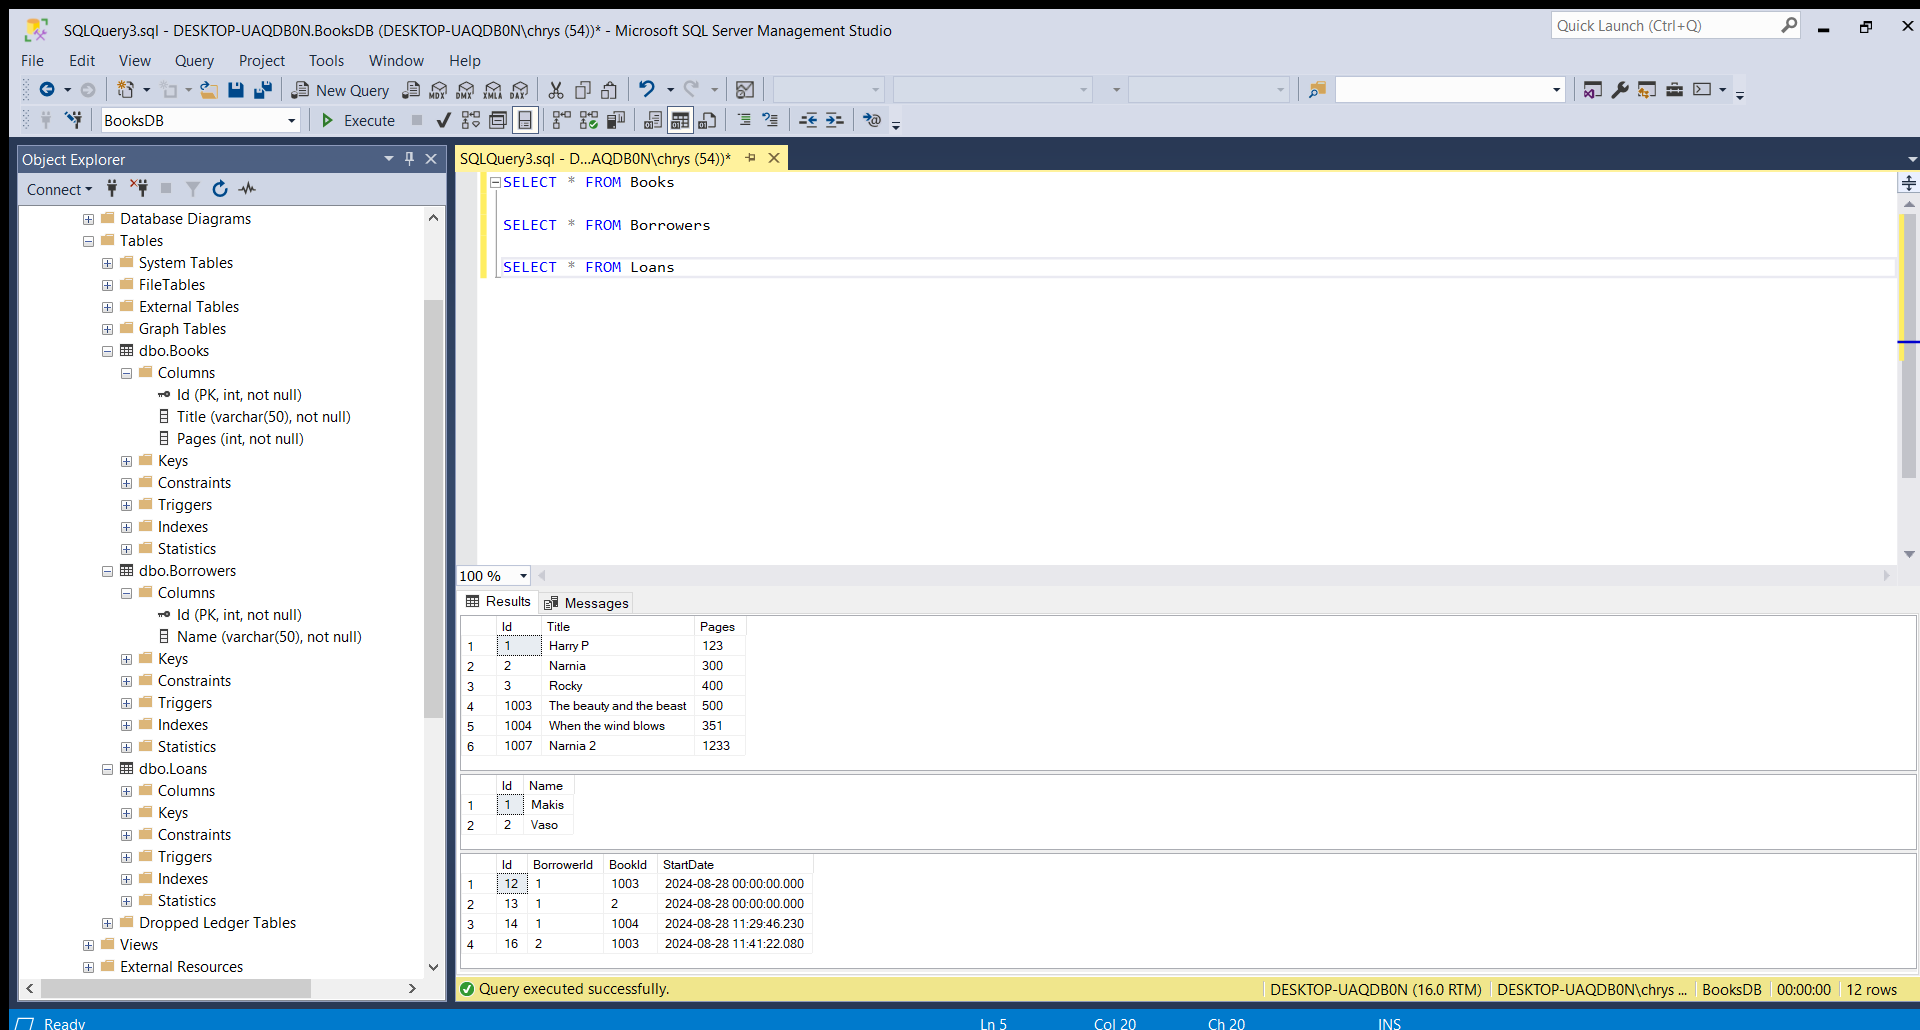 SQLQuery3.sql - DESKTOP-UAQDB0N.BooksDB (DESKTOP-UAQDB0N\chrys (54))* - Microsoft SQL Server Management Studio
Quick Launch (Ctrl+Q)
File Edit View Query Project Tools Window Help
New Query MDX DMX XMLA DAX
BooksDB Execute
Object Explorer
Connect
Database Diagrams
Tables
System Tables
FileTables
External Tables
Graph Tables
dbo.Books
Columns
Id (PK, int, not null)
Title (varchar(50), not null)
Pages (int, not null)
Keys
Constraints
Triggers
Indexes
Statistics
dbo.Borrowers
Columns
Id (PK, int, not null)
Name (varchar(50), not null)
Keys
Constraints
Triggers
Indexes
Statistics
dbo.Loans
Columns
Keys
Constraints
Triggers
Indexes
Statistics
Dropped Ledger Tables
Views
External Resources
SQLQuery3.sql - D...AQDB0N\chrys (54))*
SELECT * FROM Books
SELECT * FROM Borrowers
SELECT * FROM Loans
100 %
Results Messages
Id Title Pages
1 1 Harry P 123
2 2 Narnia 300
3 3 Rocky 400
4 1003 The beauty and the beast 500
5 1004 When the wind blows 351
6 1007 Narnia 2 1233
Id Name
1 1 Makis
2 2 Vaso
Id BorrowerId BookId StartDate
1 12 1 1003 2024-08-28 00:00:00.000
2 13 1 2 2024-08-28 00:00:00.000
3 14 1 1004 2024-08-28 11:29:46.230
4 16 2 1003 2024-08-28 11:41:22.080
Query executed successfully. DESKTOP-UAQDB0N (16.0 RTM) DESKTOP-UAQDB0N\chrys ... BooksDB 00:00:00 12 rows
Ready Ln 5 Col 20 Ch 20 INS